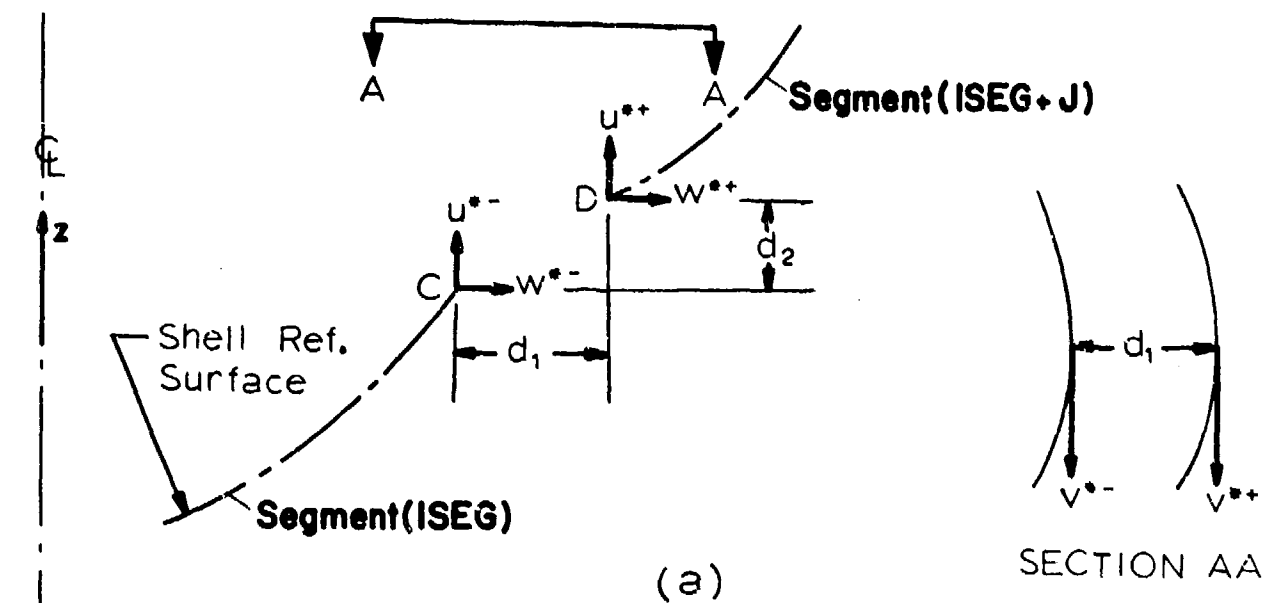 A A
Segment(ISEG+J)
u*+
D w*+
℄
u*-
d₂
z
C w*-
d₁
d₁
Shell Ref.
Surface
v*- v*+
Segment(ISEG)
SECTION AA
(a)